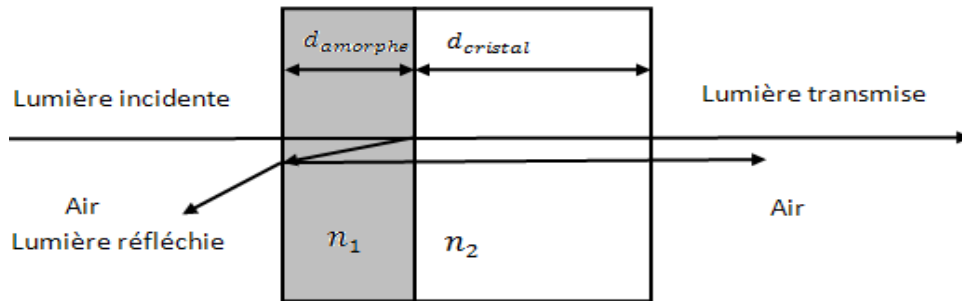 d_amorphe d_cristal
Lumière incidente
Lumière transmise
Air
Lumière réfléchie
Air
n_1 n_2